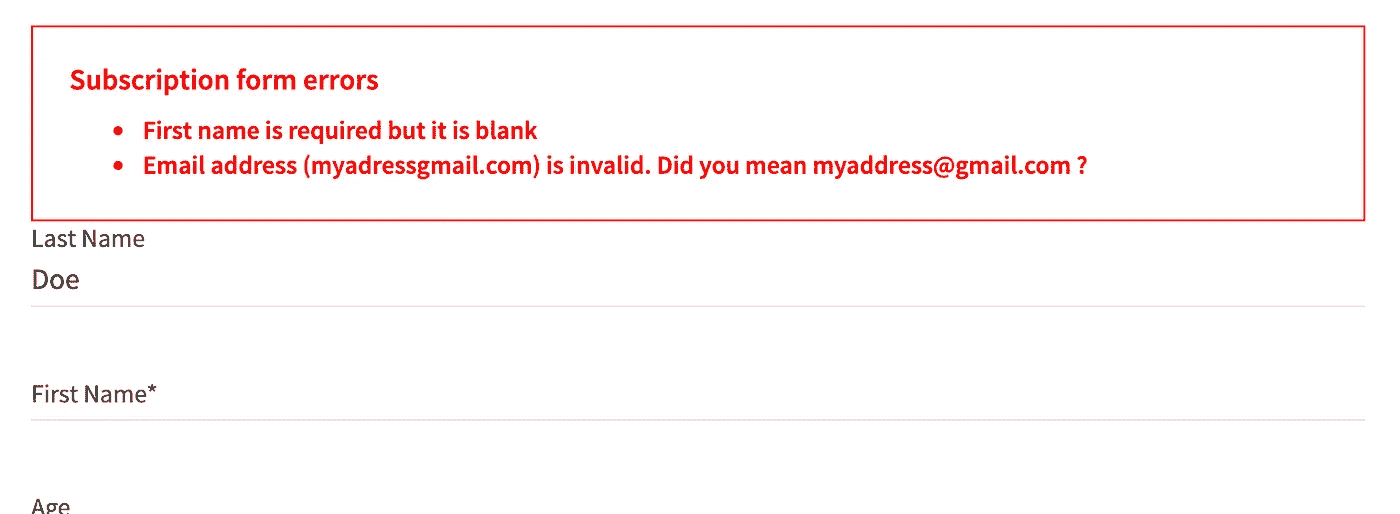 Subscription form errors
• First name is required but it is blank
• Email address (myadressgmail.com) is invalid. Did you mean myaddress@gmail.com ?
Last Name
Doe
First Name*
Age